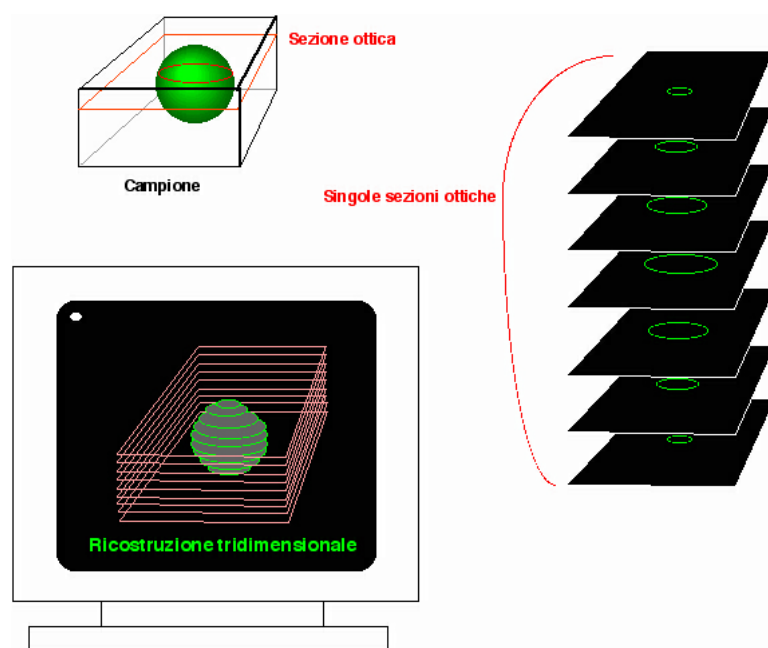 Sezione ottica
Campione
Singole sezioni ottiche
Ricostruzione tridimensionale